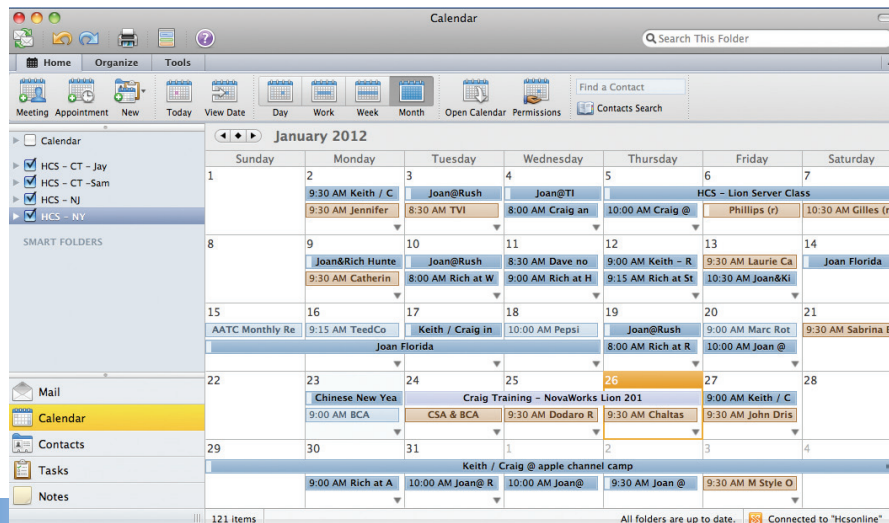 Calendar
Search This Folder
Home Organize Tools
Find a Contact
Meeting Appointment New Today View Date Day Work Week Month Open Calendar Permissions Contacts Search
Calendar
HCS - CT - Jay
HCS - CT -Sam
HCS - NJ
HCS - NY
SMART FOLDERS
Mail
Calendar
Contacts
Tasks
Notes
January 2012
Sunday Monday Tuesday Wednesday Thursday Friday Saturday
1 2 3 4 5 6 7
9:30 AM Keith / C Joan@Rush Joan@TI HCS - Lion Server Class
9:30 AM Jennifer 8:30 AM TVI 8:00 AM Craig an 10:00 AM Craig @ Phillips (r) 10:30 AM Gilles (r
8 9 10 11 12 13 14
Joan&Rich Hunte Joan@Rush 8:30 AM Dave no 9:00 AM Keith - R 9:30 AM Laurie Ca Joan Florida
9:30 AM Catherin 8:00 AM Rich at W 9:00 AM Rich at H 9:15 AM Rich at St 10:30 AM Joan&Ki
15 16 17 18 19 20 21
AATC Monthly Re 9:15 AM TeedCo Keith / Craig in 10:00 AM Pepsi Joan@Rush 9:00 AM Marc Rot 9:30 AM Sabrina E
Joan Florida 8:00 AM Rich at R 10:00 AM Joan @
22 23 24 25 26 27 28
Chinese New Yea Craig Training - NovaWorks Lion 201 9:00 AM Keith / C
9:00 AM BCA CSA & BCA 9:30 AM Dodaro R 9:30 AM Chaltas 9:30 AM John Dris
29 30 31 1 2 3 4
Keith / Craig @ apple channel camp
9:00 AM Rich at A 10:00 AM Joan@ R 10:00 AM Joan@ 9:30 AM Joan @ 9:30 AM M Style O
121 items All folders are up to date. Connected to "Hcsonline"